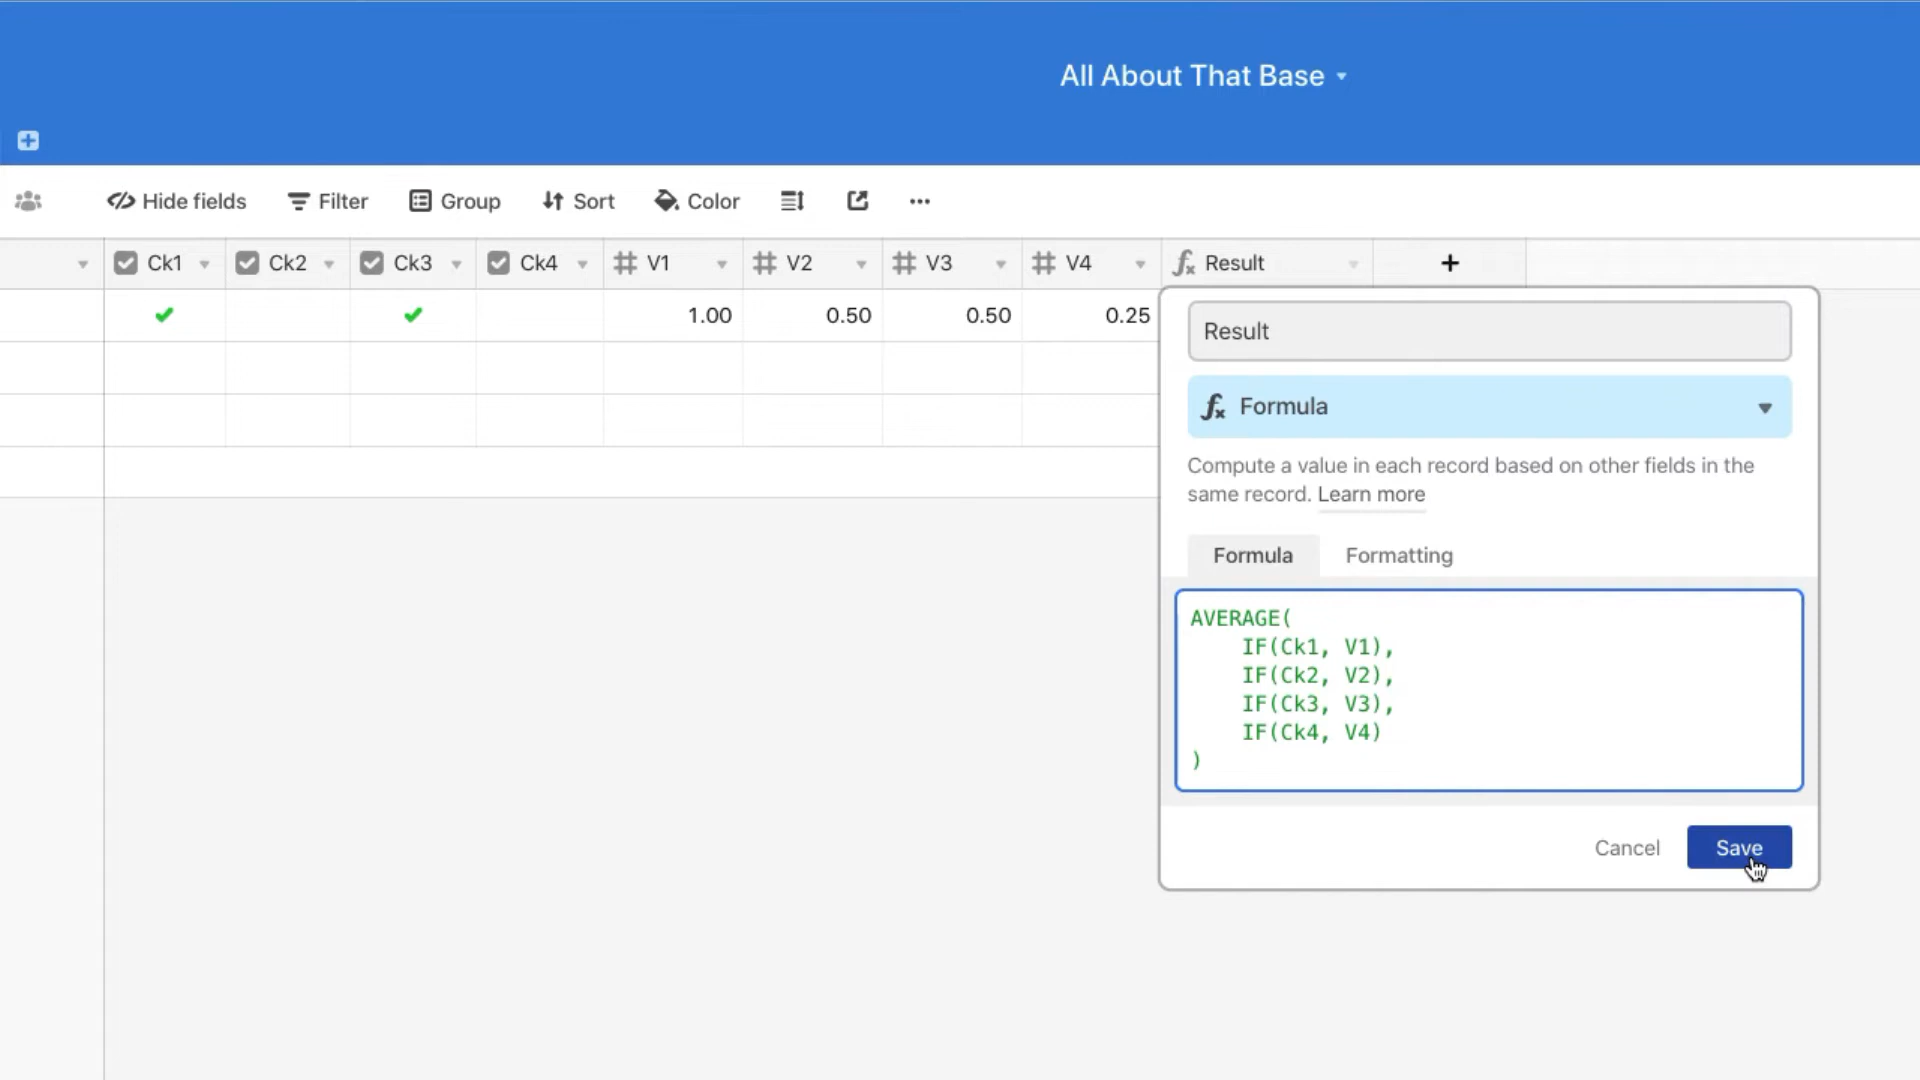 All About That Base
Hide fields Filter Group Sort Color
Ck1 Ck2 Ck3 Ck4 V1 V2 V3 V4 Result +
1.00 0.50 0.50 0.25
Result
Formula
Compute a value in each record based on other fields in the
same record. Learn more
Formula Formatting
AVERAGE(
IF(Ck1, V1),
IF(Ck2, V2),
IF(Ck3, V3),
IF(Ck4, V4)
)
Cancel Save